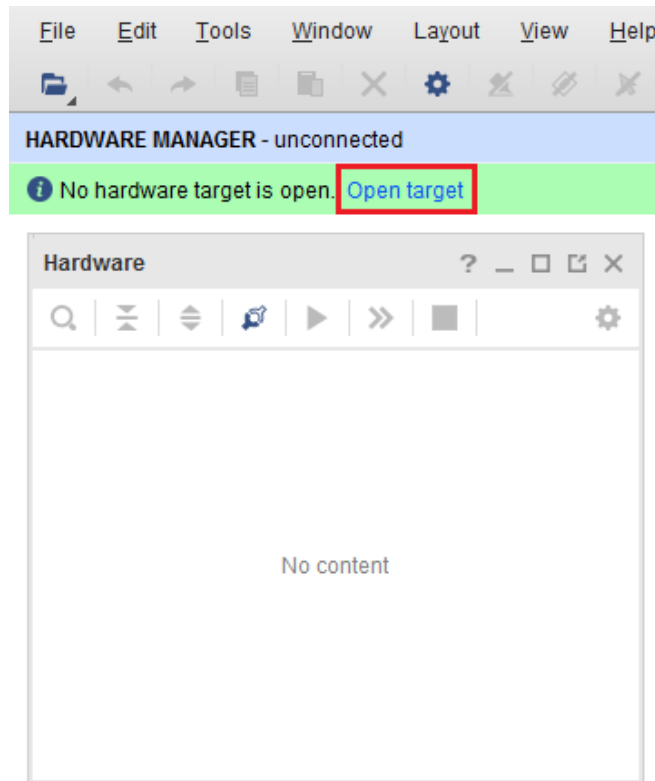 File Edit Tools Window Layout View Help
HARDWARE MANAGER - unconnected
No hardware target is open. Open target
Hardware
No content